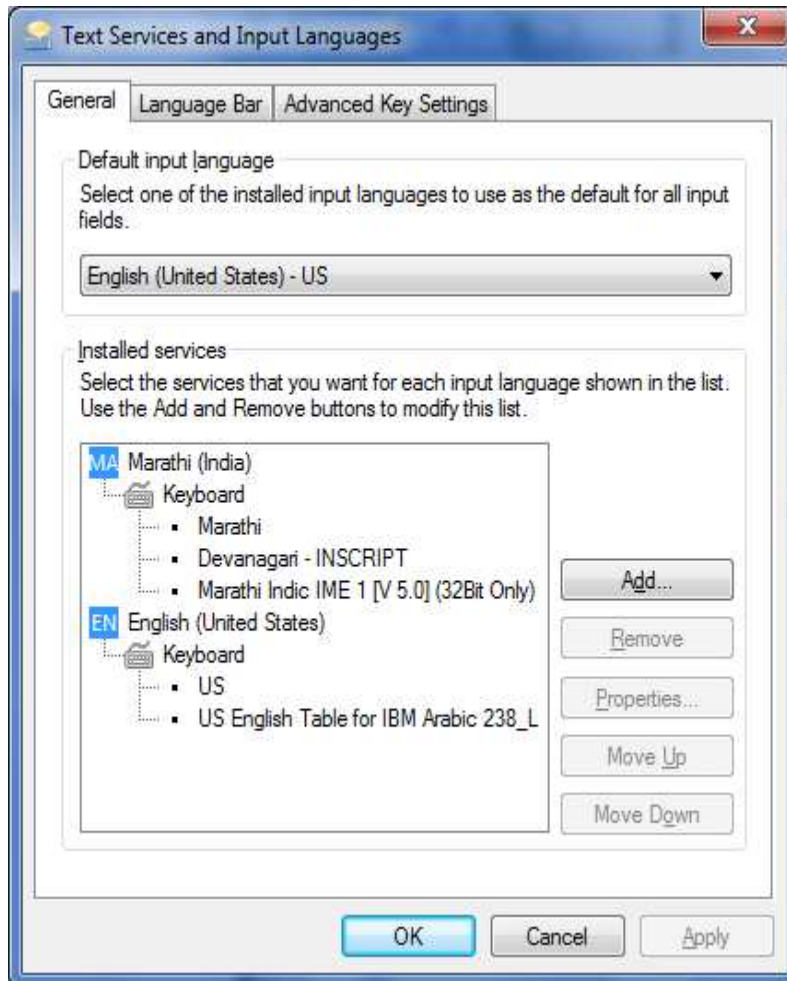 Text Services and Input Languages
General
Language Bar
Advanced Key Settings
Default input language
Select one of the installed input languages to use as the default for all input
fields.
English (United States) - US
Installed services
Select the services that you want for each input language shown in the list.
Use the Add and Remove buttons to modify this list.
MA Marathi (India)
Keyboard
Marathi
Devanagari - INSCRIPT
Marathi Indic IME 1 [V 5.0] (32Bit Only)
EN English (United States)
Keyboard
US
US English Table for IBM Arabic 238_L
Add...
Remove
Properties...
Move Up
Move Down
OK
Cancel
Apply